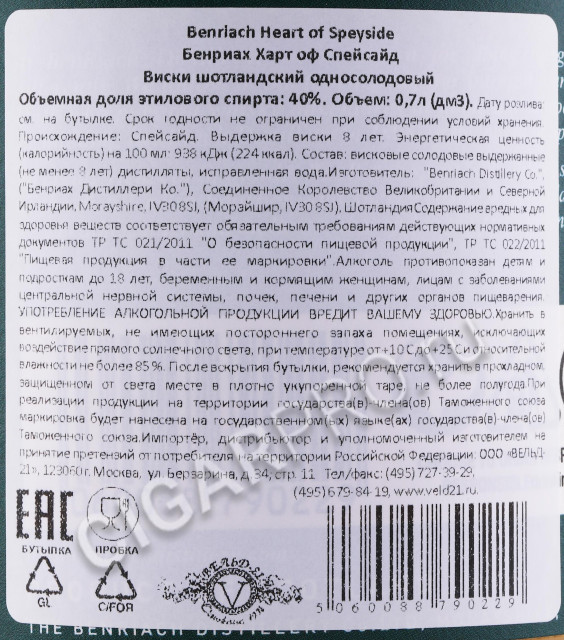 Benriach Heart of Speyside
Бенриах Харт оф Спейсайд
Виски шотландский односолодовый
Объемная доля этилового спирта: 40%. Объем: 0,7л (дм3). Дату розлива
см. на бутылке. Срок годности не ограничен при соблюдении условий хранения.
Происхождение: Спейсайд. Выдержка виски 8 лет. Энергетическая ценность
(калорийность) на 100 мл: 938 кДж (224 ккал). Состав: висковые солодовые выдержанные
(не менее 8 лет) дистилляты, исправленная вода.Изготовитель: "Benriach Distillery Co.",
("Бенриах Дистиллери Ко."), Соединенное Королевство Великобритании и Северной
Ирландии, Morayshire, IV30 8SJ, (Морайшир, IV30 8SJ), ШотландияСодержание вредных для
здоровья веществ соответствует обязательным требованиям действующих нормативных
документов ТР ТС 021/2011 "О безопасности пищевой продукции", ТР ТС 022/2011
"Пищевая продукция в части ее маркировки".Алкоголь противопоказан детям и
подросткам до 18 лет, беременным и кормящим женщинам, лицам с заболеваниями
центральной нервной системы, почек, печени и других органов пищеварения.
УПОТРЕБЛЕНИЕ АЛКОГОЛЬНОЙ ПРОДУКЦИИ ВРЕДИТ ВАШЕМУ ЗДОРОВЬЮ.Хранить в
вентилируемых, не имеющих постороннего запаха помещениях, исключающих
воздействие прямого солнечного света, при температуре от +10 С до +25 С и относительной
влажности не более 85 %. После вскрытия бутылки, рекомендуется хранить в прохладном,
защищенном от света месте в плотно укупоренной таре, не более полугода.При
реализации продукции на территории государства(в)-члена(ов) Таможенного союза
маркировка будет нанесена на государственном(ых) языке(ах) государства(в)-члена(ов)
Таможенного союза.Импортёр, дистрибьютор и уполномоченный изготовителем на
принятие претензий от потребителя на территории Российской Федерации: ООО "ВЕЛЬД-
21", 123060 г. Москва, ул. Берзарина, д.34, стр. 11 Тел/факс: (495) 727-39-29,
(495) 679-84-19, www.veld21.ru.
EAC
БУТЫЛКА ПРОБКА
GL C/FOR
ВЕЛЬД-21
V
5 060088 790229
THE BENRIACH DISTILLERY
CIGARPRO.ru